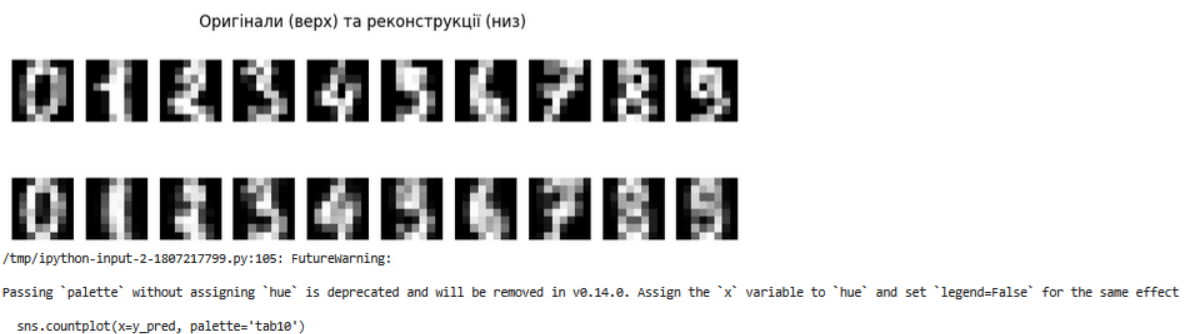 Оригінали (верх) та реконструкції (низ)
/tmp/ipython-input-2-1807217799.py:105: FutureWarning:
Passing `palette` without assigning `hue` is deprecated and will be removed in v0.14.0. Assign the `x` variable to `hue` and set `legend=False` for the same effect
sns.countplot(x=y_pred, palette='tab10')